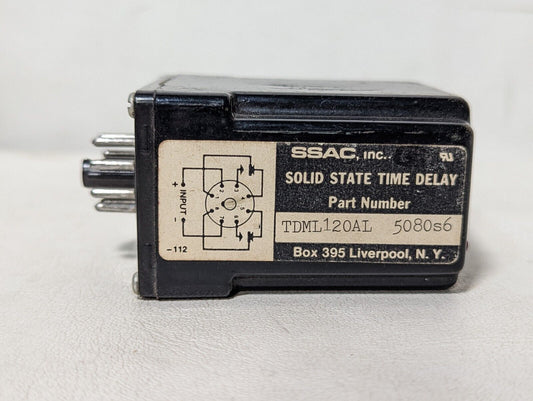 SSAC, INC.
SOLID STATE TIME DELAY
Part Number
TDML120AL 5080s6
Box 395 Liverpool, N. Y.
+ INPUT -
-112